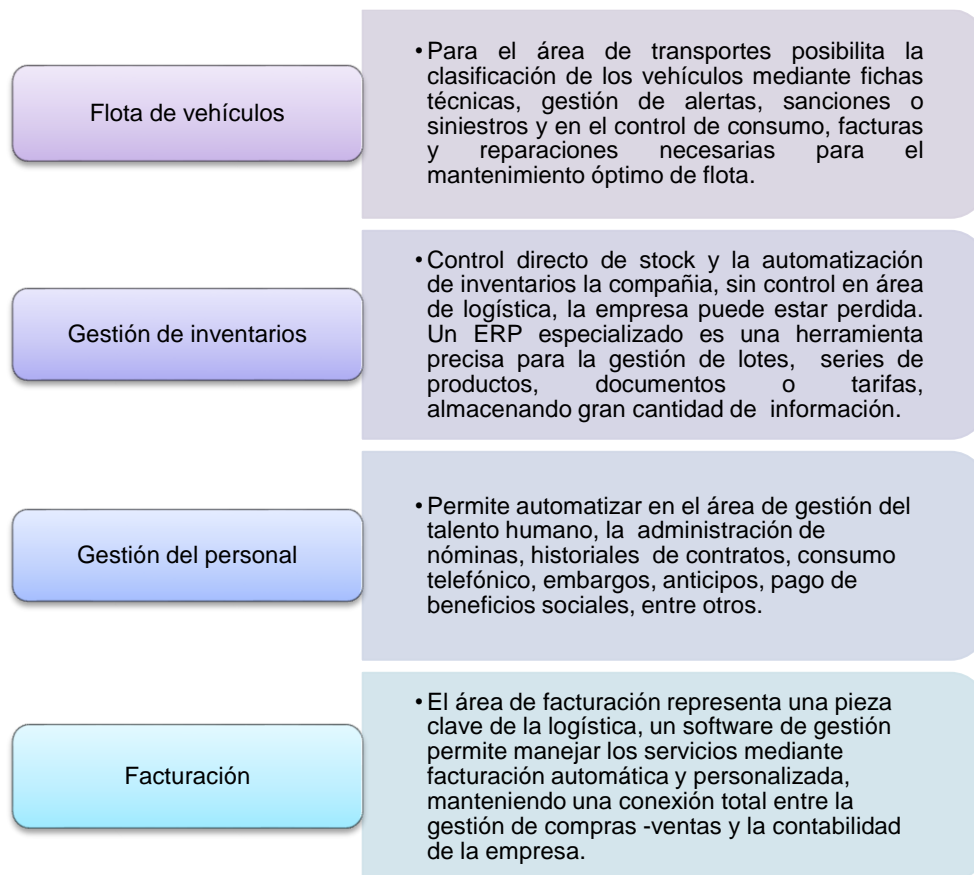 Flota de vehículos
•Para el área de transportes posibilita la
clasificación de los vehículos mediante fichas
técnicas, gestión de alertas, sanciones o
siniestros y en el control de consumo, facturas
y reparaciones necesarias para el
mantenimiento óptimo de flota.
Gestión de inventarios
•Control directo de stock y la automatización
de inventarios la compañia, sin control en área
de logística, la empresa puede estar perdida.
Un ERP especializado es una herramienta
precisa para la gestión de lotes, series de
productos, documentos o tarifas,
almacenando gran cantidad de información.
Gestión del personal
•Permite automatizar en el área de gestión del
talento humano, la administración de
nóminas, historiales de contratos, consumo
telefónico, embargos, anticipos, pago de
beneficios sociales, entre otros.
Facturación
•El área de facturación representa una pieza
clave de la logística, un software de gestión
permite manejar los servicios mediante
facturación automática y personalizada,
manteniendo una conexión total entre la
gestión de compras -ventas y la contabilidad
de la empresa.